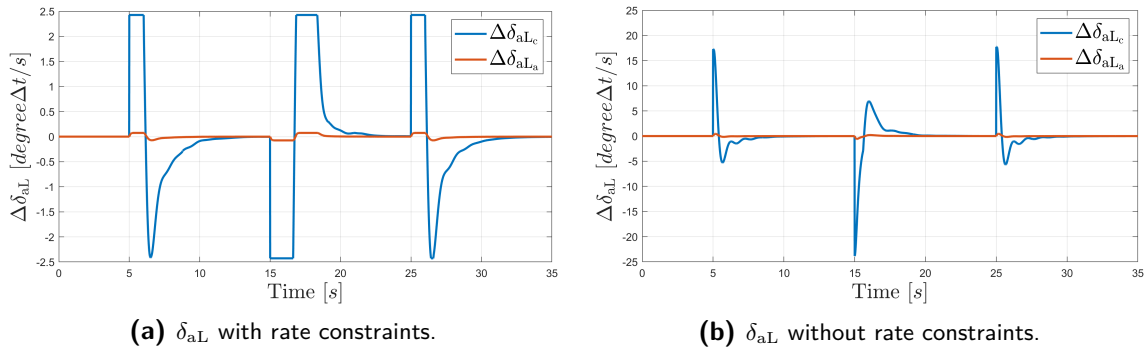 Δδ_aL [degreeΔt/s]
2.5
2
1.5
1
0.5
0
-0.5
-1
-1.5
-2
-2.5
0 5 10 15 20 25 30 35
Time [s]
Δδ_aL_c
Δδ_aL_a
(a) δ_aL with rate constraints.
Δδ_aL [degreeΔt/s]
25
20
15
10
5
0
-5
-10
-15
-20
-25
0 5 10 15 20 25 30 35
Time [s]
Δδ_aL_c
Δδ_aL_a
(b) δ_aL without rate constraints.